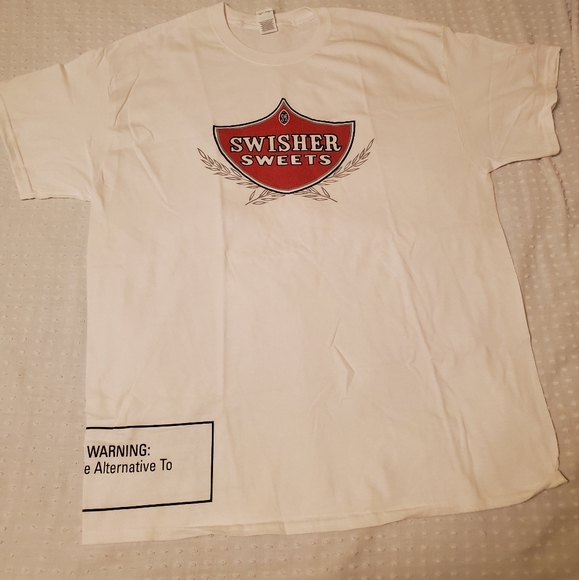 SWISHER
SWEETS
WARNING:
e Alternative To